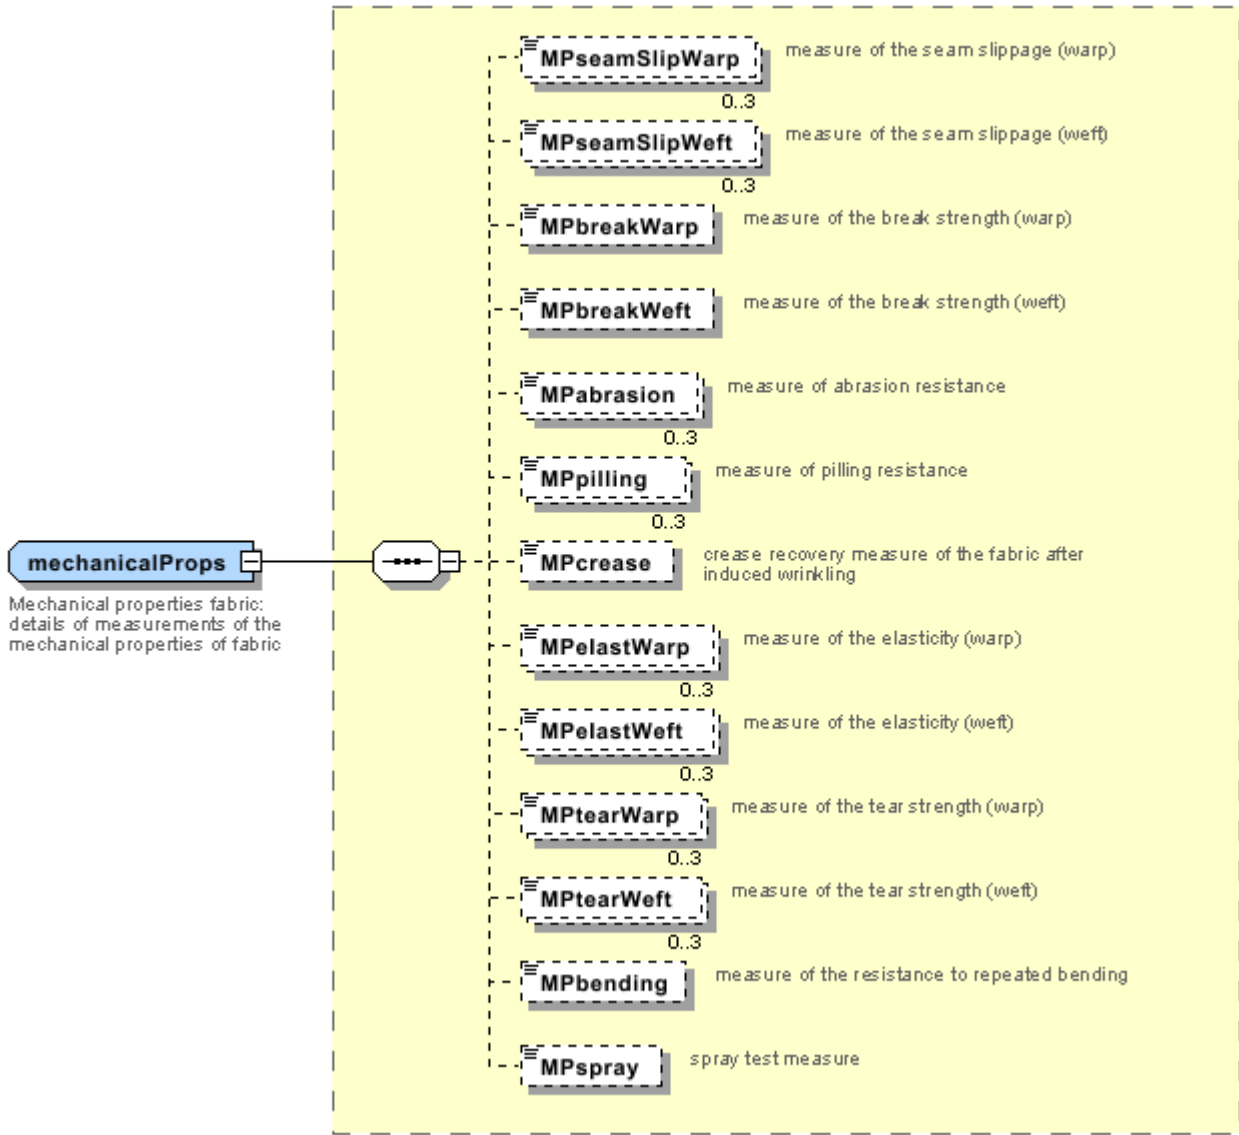 MPseamSlipWarp
measure of the seam slippage (warp)
0..3
MPseamSlipWeft
measure of the seam slippage (weft)
0..3
MPbreakWarp
measure of the break strength (warp)
MPbreakWeft
measure of the break strength (weft)
MPabrasion
measure of abrasion resistance
0..3
MPpilling
measure of pilling resistance
0..3
mechanicalProps
Mechanical properties fabric:
details of measurements of the
mechanical properties of fabric
MPcrease
crease recovery measure of the fabric after
induced wrinkling
MPelastWarp
measure of the elasticity (warp)
0..3
MPelastWeft
measure of the elasticity (weft)
0..3
MPtearWarp
measure of the tear strength (warp)
0..3
MPtearWeft
measure of the tear strength (weft)
0..3
MPbending
measure of the resistance to repeated bending
MPspray
spray test measure